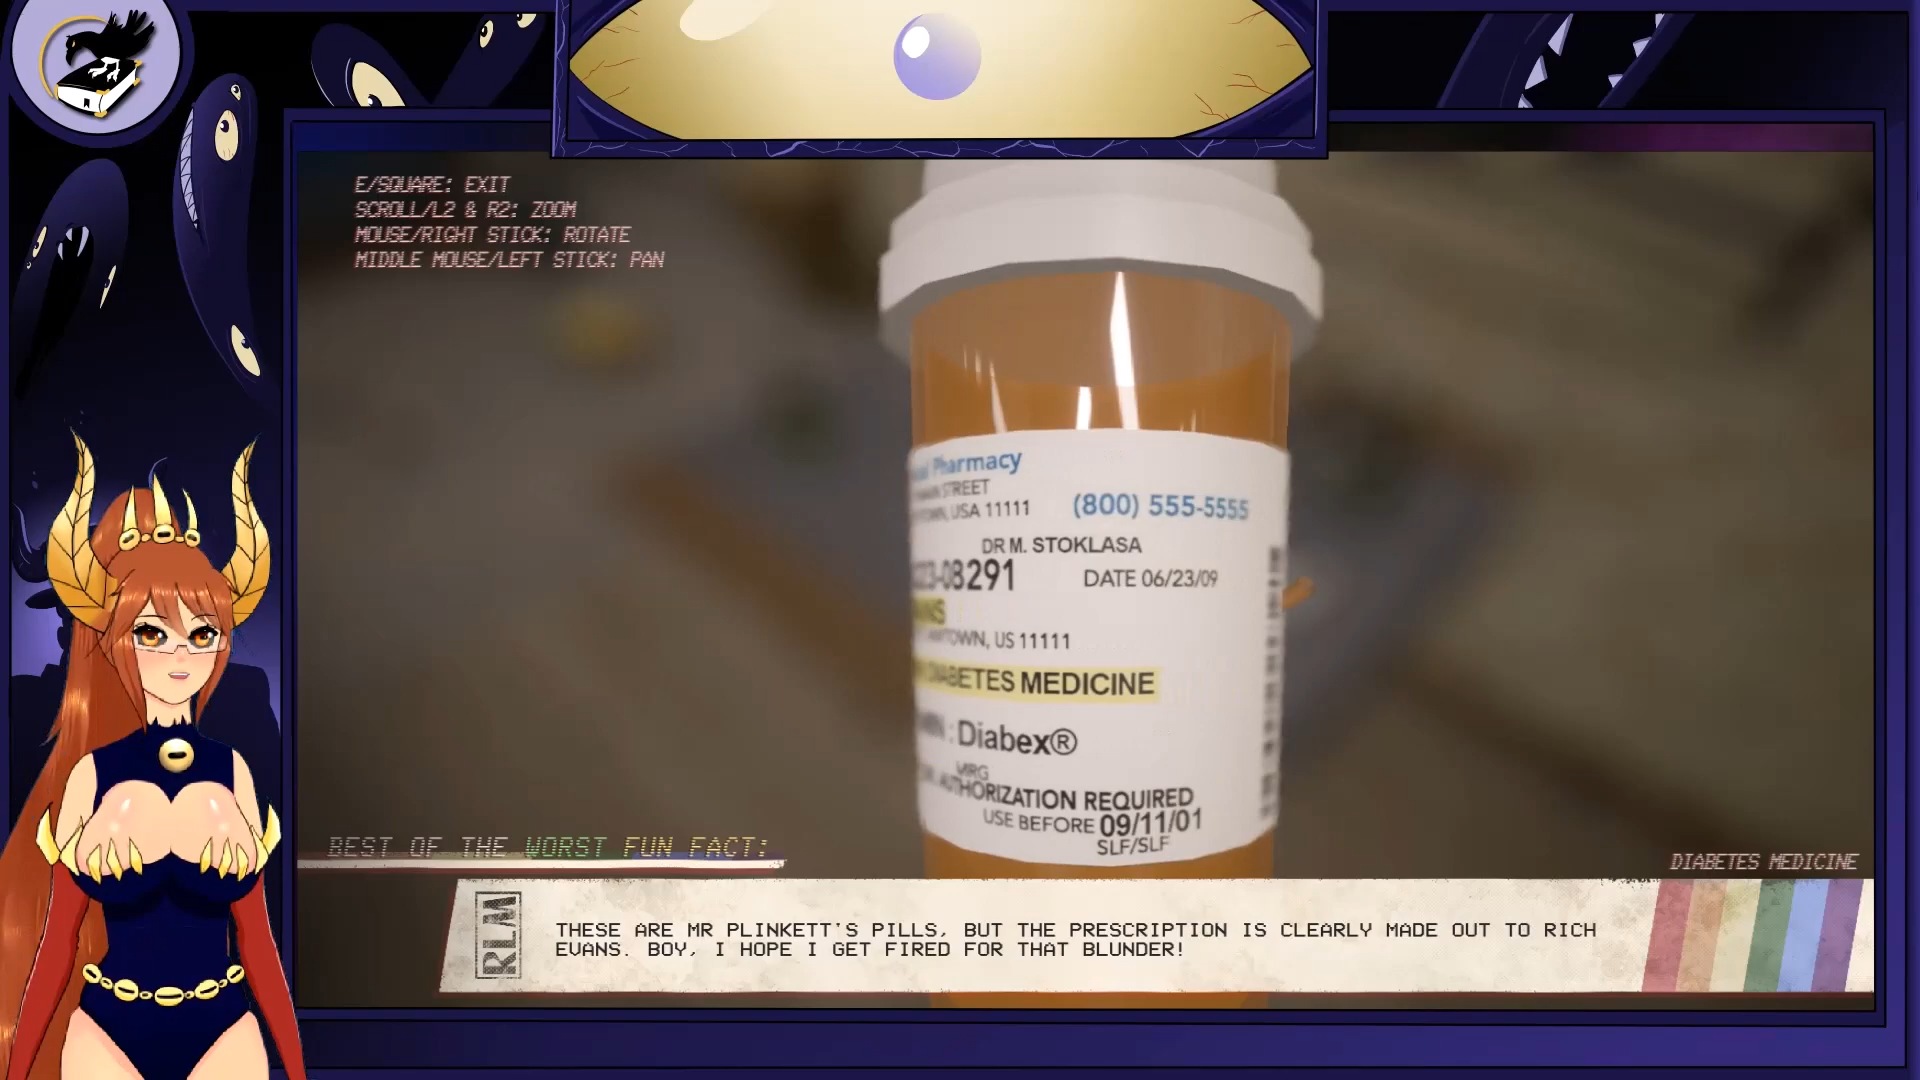 E/SQUARE: EXIT
SCROLL/L2 & R2: ZOOM
MOUSE/RIGHT STICK: ROTATE
MIDDLE MOUSE/LEFT STICK: PAN
Pharmacy
STREET
USA 11111
(800) 555-5555
DR M. STOKLASA
-08291
DATE 06/23/09
TOWN, US 11111
DIABETES MEDICINE
: Diabex®
MRG
AUTHORIZATION REQUIRED
USE BEFORE 09/11/01
SLF/SLF
BEST OF THE WORST FUN FACT:
DIABETES MEDICINE
RLM
THESE ARE MR PLINKETT'S PILLS, BUT THE PRESCRIPTION IS CLEARLY MADE OUT TO RICH
EVANS. BOY, I HOPE I GET FIRED FOR THAT BLUNDER!